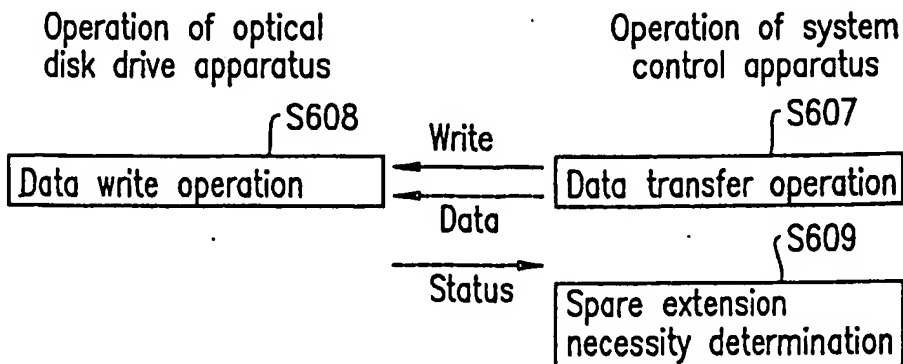 Operation of optical
disk drive apparatus
Operation of system
control apparatus
S608
S607
Write
Data write operation
Data transfer operation
Data
S609
Status
Spare extension
necessity determination